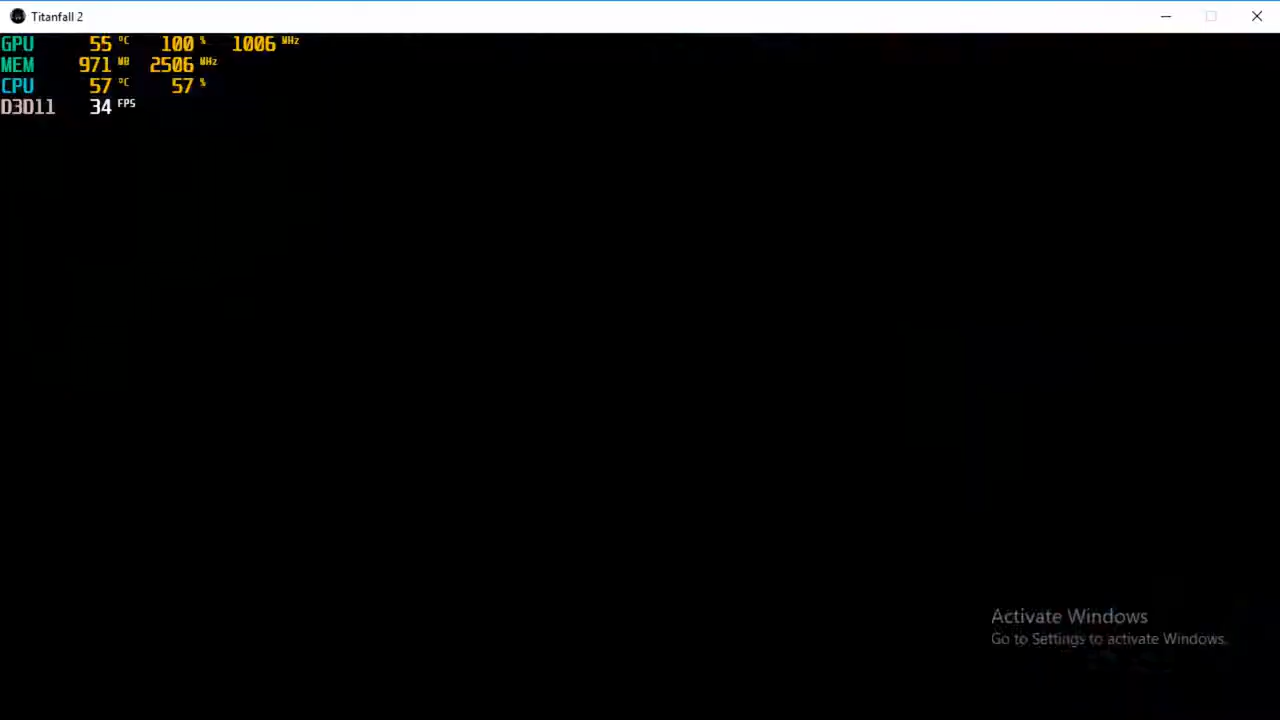 Titanfall 2
GPU 55 °C 100 % 1006 MHz
MEM 971 MB 2506 MHz
CPU 57 °C 57 %
D3D11 34 FPS
Activate Windows
Go to Settings to activate Windows.